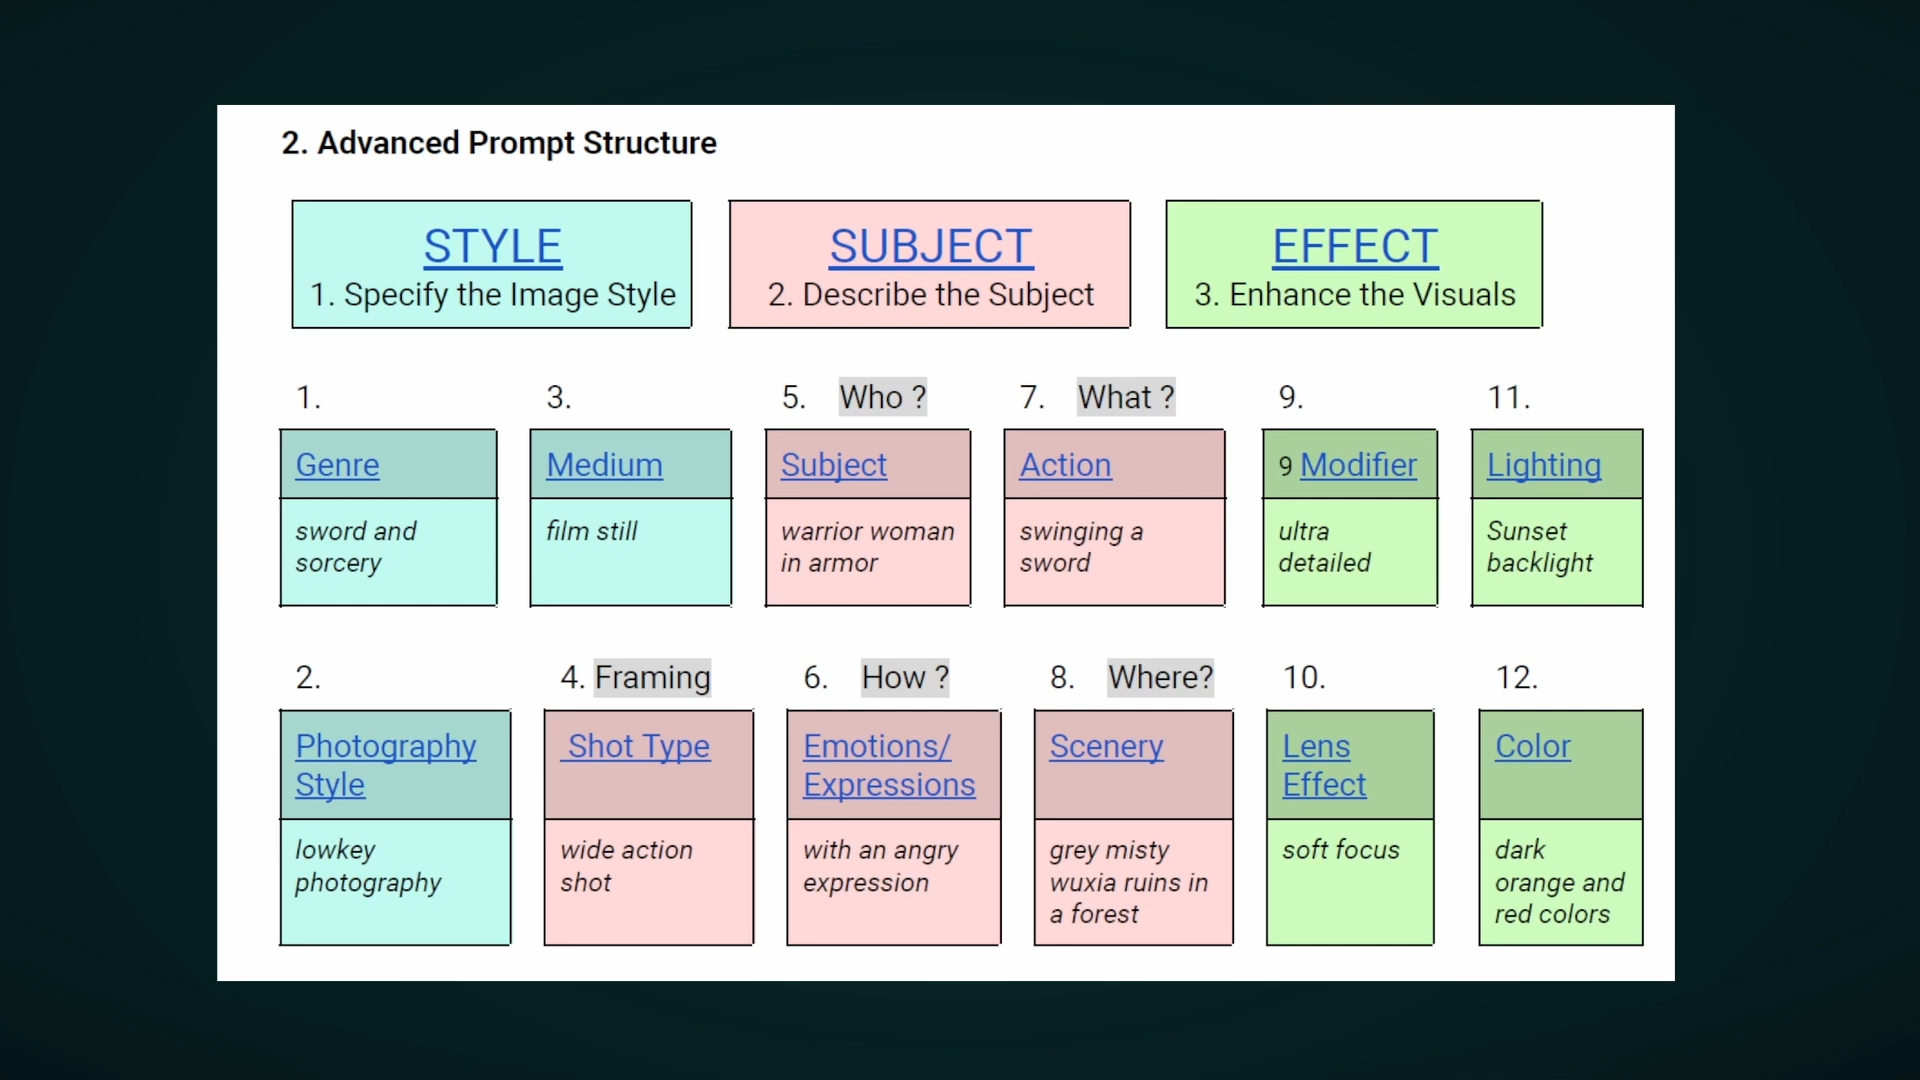 2. Advanced Prompt Structure
STYLE
1. Specify the Image Style
SUBJECT
2. Describe the Subject
EFFECT
3. Enhance the Visuals
1.
Genre
sword and
sorcery
3.
Medium
film still
5. Who ?
Subject
warrior woman
in armor
7. What ?
Action
swinging a
sword
9.
9 Modifier
ultra
detailed
11.
Lighting
Sunset
backlight
2.
Photography
Style
lowkey
photography
4. Framing
Shot Type
wide action
shot
6. How ?
Emotions/
Expressions
with an angry
expression
8. Where?
Scenery
grey misty
wuxia ruins in
a forest
10.
Lens
Effect
soft focus
12.
Color
dark
orange and
red colors